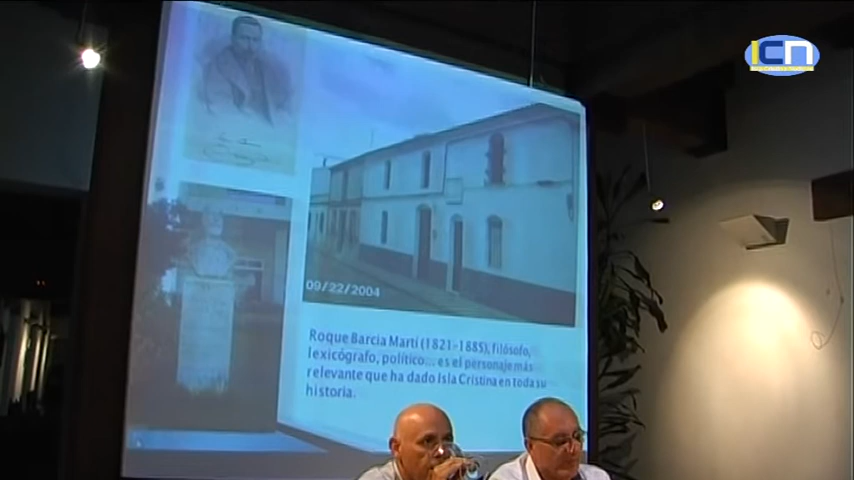 ICN
09/22/2004
Roque Barcia Martí (1821-1885), filósofo,
lexicógrafo, político... es el personaje más
relevante que ha dado Isla Cristina en toda su
historia.